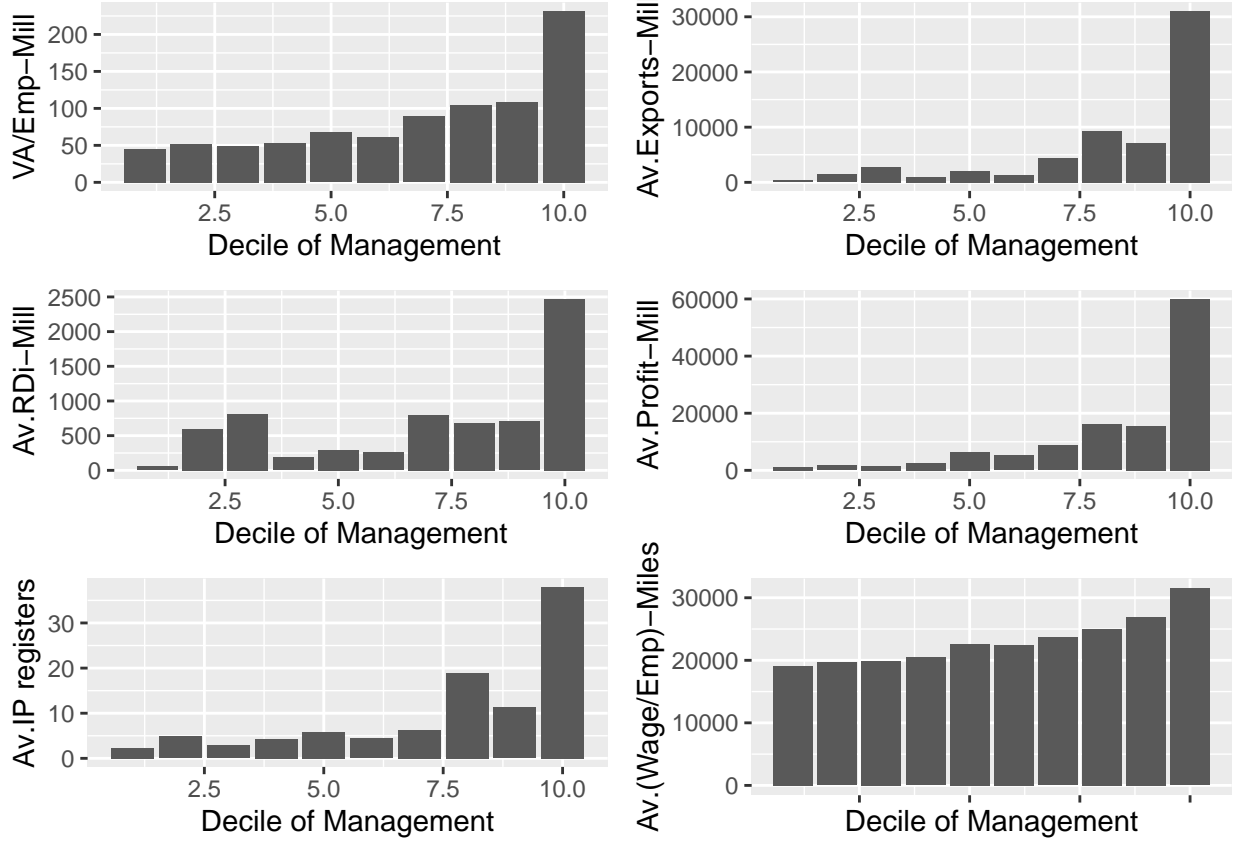 VA/Emp−Mill
200
150
100
50
0
2.5 5.0 7.5 10.0
Decile of Management
Av.Exports−Mil
30000
20000
10000
0
2.5 5.0 7.5 10.0
Decile of Management
Av.RDi−Mill
2500
2000
1500
1000
500
0
2.5 5.0 7.5 10.0
Decile of Management
Av.Profit−Mill
60000
40000
20000
0
2.5 5.0 7.5 10.0
Decile of Management
Av.IP registers
30
20
10
0
2.5 5.0 7.5 10.0
Decile of Management
Av.(Wage/Emp)−Miles
30000
20000
10000
0
Decile of Management